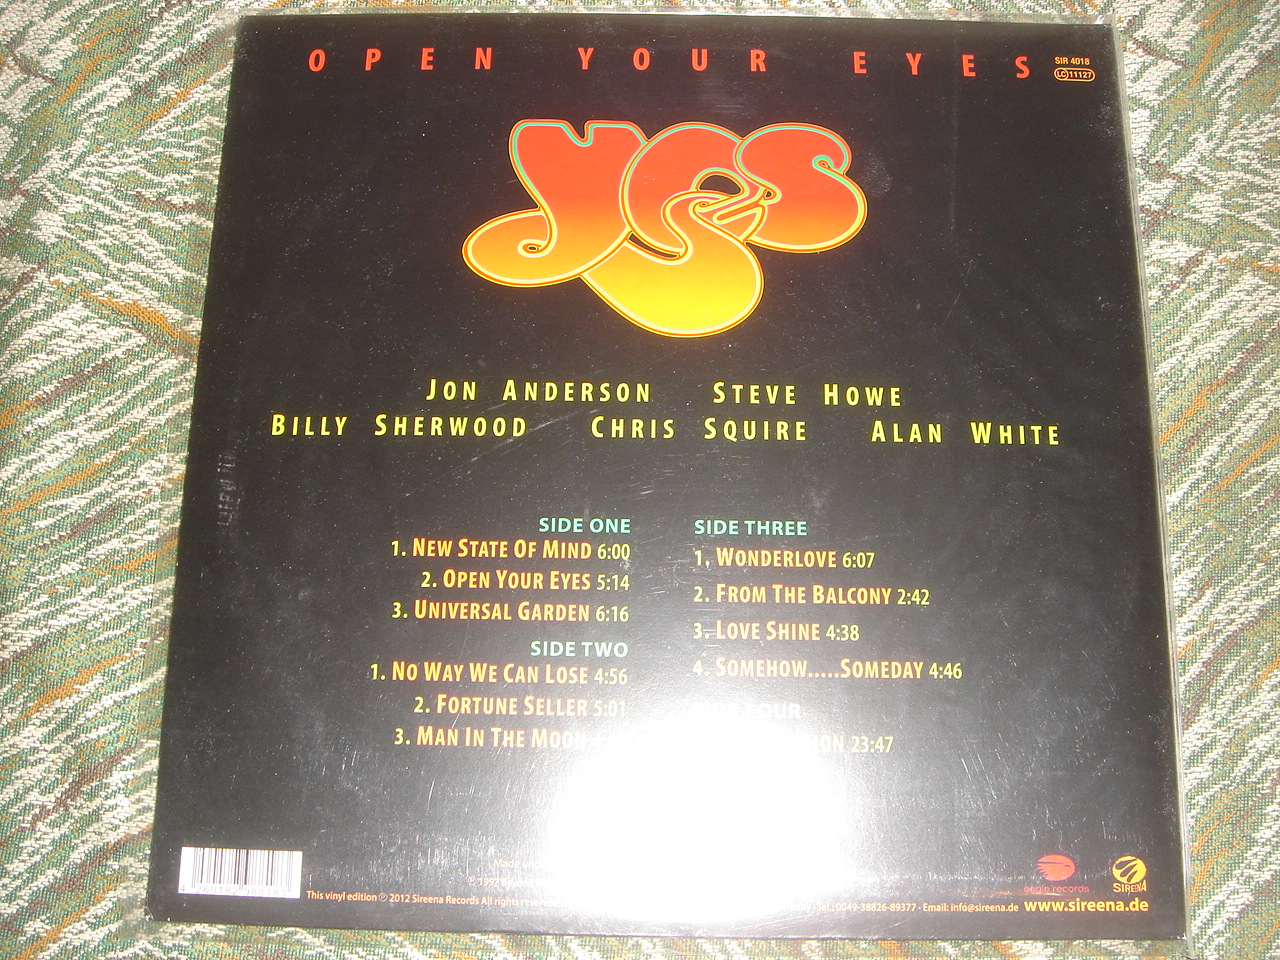 OPEN YOUR EYES
SIR 4018
LC 11127
YES
JON ANDERSON STEVE HOWE
BILLY SHERWOOD CHRIS SQUIRE ALAN WHITE
SIDE ONE
1. NEW STATE OF MIND 6:00
2. OPEN YOUR EYES 5:14
3. UNIVERSAL GARDEN 6:16
SIDE TWO
1. NO WAY WE CAN LOSE 4:56
2. FORTUNE SELLER 5:01
3. MAN IN THE MOON
SIDE THREE
1. WONDERLOVE 6:07
2. FROM THE BALCONY 2:42
3. LOVE SHINE 4:38
4. SOMEHOW.....SOMEDAY 4:46
SIDE FOUR
23:47
Made
℗ 1997
This vinyl edition ℗ 2012 Sireena Records All rights
Tel.:0049-38826-89377 · Email: info@sireena.de www.sireena.de
eagle records
SIREENA